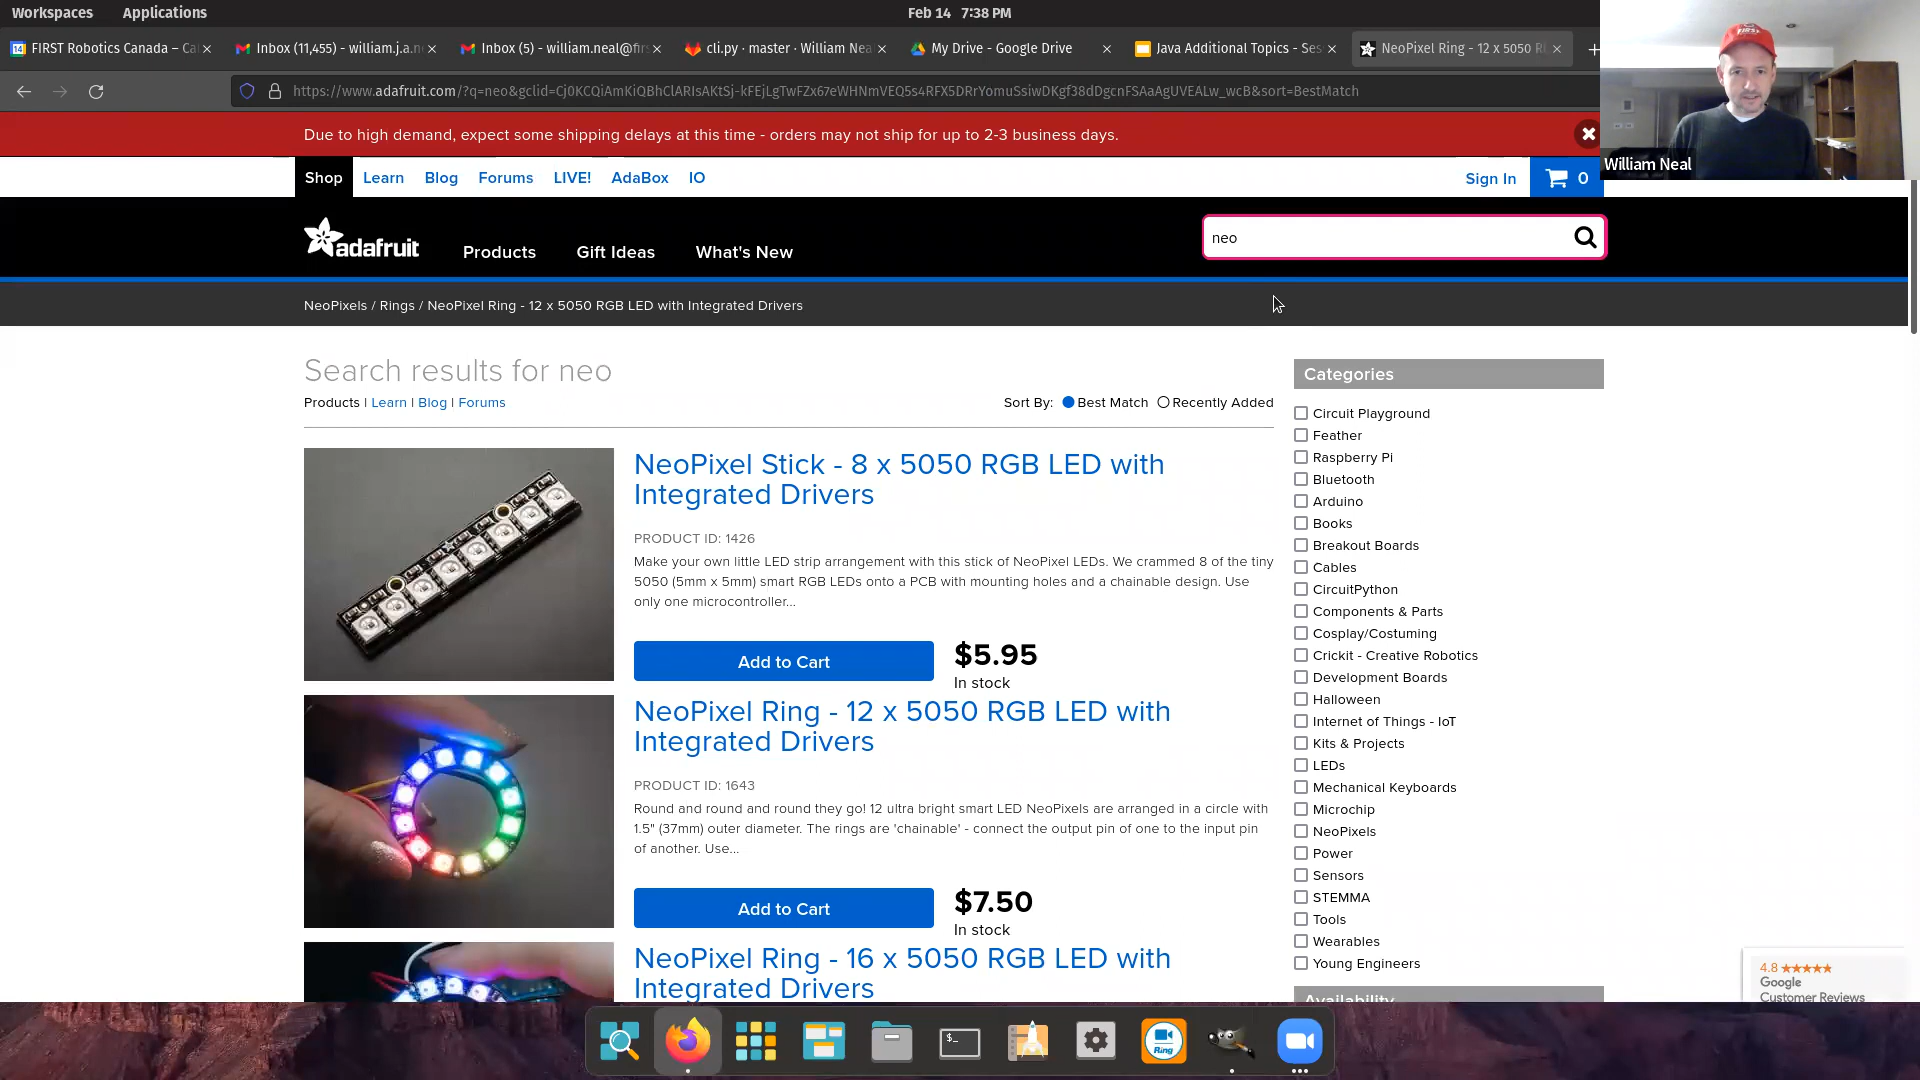 Workspaces Applications Feb 14 7:38 PM
FIRST Robotics Canada – Ca Inbox (11,455) - william.j.a.n Inbox (5) - william.neal@fir cli.py · master · William Nea My Drive - Google Drive Java Additional Topics - Ses NeoPixel Ring - 12 x 5050 R
https://www.adafruit.com/?q=neo&gclid=Cj0KCQiAmKiQBhClARIsAKtSj-kFEjLgTwFZx67eWHNmVEQ5s4RFX5DRrYomuSsiwDKgf38dDgcnFSAaAgUVEALw_wcB&sort=BestMatch
Due to high demand, expect some shipping delays at this time - orders may not ship for up to 2-3 business days.
William Neal
Shop Learn Blog Forums LIVE! AdaBox IO Sign In 0
adafruit Products Gift Ideas What's New neo
NeoPixels / Rings / NeoPixel Ring - 12 x 5050 RGB LED with Integrated Drivers
Search results for neo
Products | Learn | Blog | Forums
Sort By: Best Match Recently Added
NeoPixel Stick - 8 x 5050 RGB LED with
Integrated Drivers
PRODUCT ID: 1426
Make your own little LED strip arrangement with this stick of NeoPixel LEDs. We crammed 8 of the tiny
5050 (5mm x 5mm) smart RGB LEDs onto a PCB with mounting holes and a chainable design. Use
only one microcontroller...
Add to Cart $5.95
In stock
NeoPixel Ring - 12 x 5050 RGB LED with
Integrated Drivers
PRODUCT ID: 1643
Round and round and round they go! 12 ultra bright smart LED NeoPixels are arranged in a circle with
1.5" (37mm) outer diameter. The rings are 'chainable' - connect the output pin of one to the input pin
of another. Use...
Add to Cart $7.50
In stock
NeoPixel Ring - 16 x 5050 RGB LED with
Integrated Drivers
Categories
Circuit Playground
Feather
Raspberry Pi
Bluetooth
Arduino
Books
Breakout Boards
Cables
CircuitPython
Components & Parts
Cosplay/Costuming
Crickit - Creative Robotics
Development Boards
Halloween
Internet of Things - IoT
Kits & Projects
LEDs
Mechanical Keyboards
Microchip
NeoPixels
Power
Sensors
STEMMA
Tools
Wearables
Young Engineers
Availability
4.8
Google
Customer Reviews
Ring